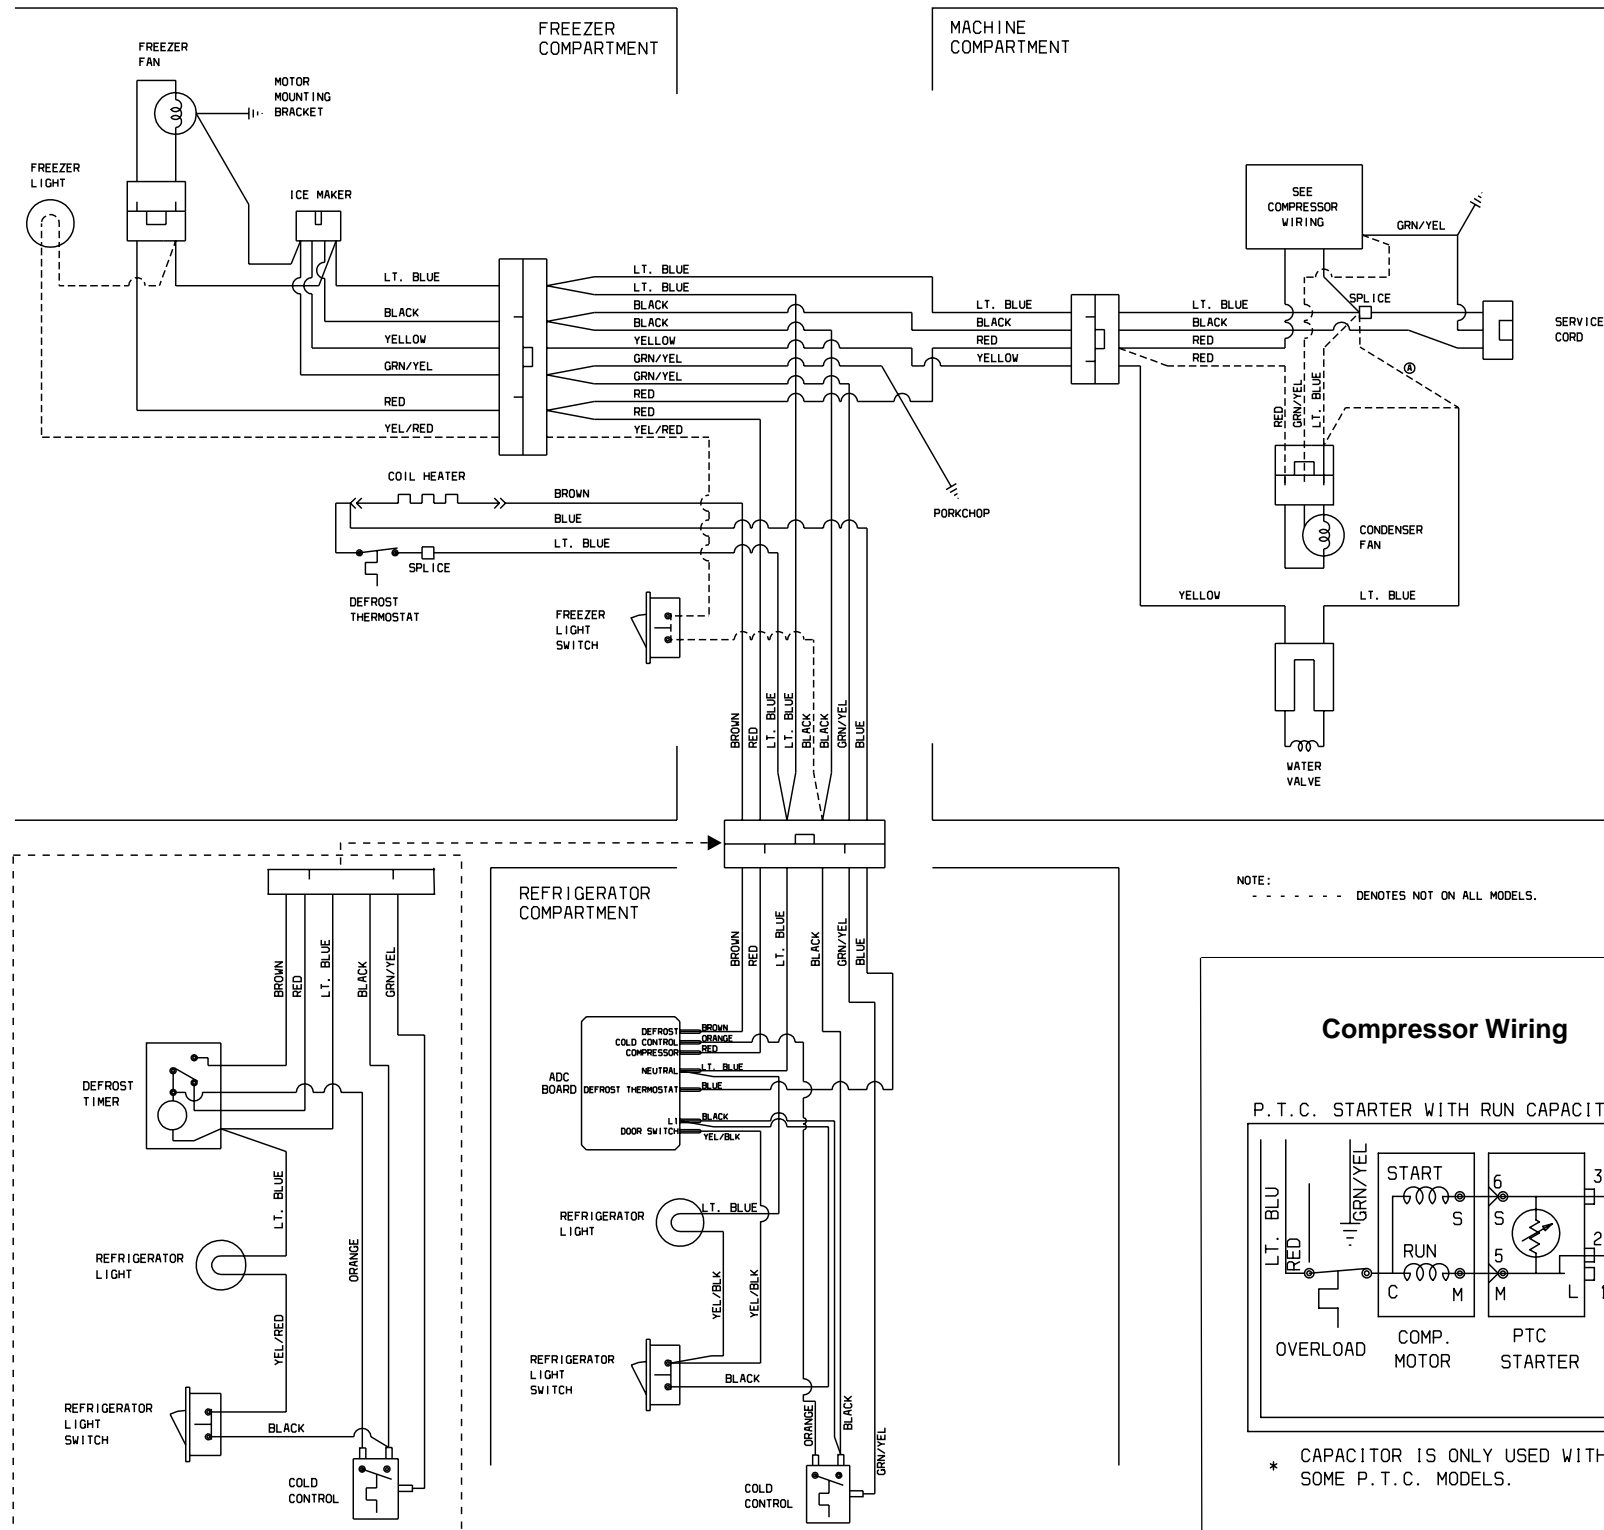 FREEZER
COMPARTMENT
MACHINE
COMPARTMENT
FREEZER
FAN
MOTOR
MOUNTING
BRACKET
FREEZER
LIGHT
ICE MAKER
SEE
COMPRESSOR
WIRING
GRN/YEL
LT. BLUE
BLACK
YELLOW
GRN/YEL
RED
YEL/RED
LT. BLUE
LT. BLUE
BLACK
BLACK
YELLOW
GRN/YEL
GRN/YEL
RED
RED
YEL/RED
LT. BLUE
BLACK
RED
YELLOW
LT. BLUE
BLACK
RED
RED
SPLICE
SERVICE
CORD
A
RED
GRN/YEL
LT. BLUE
COIL HEATER
BROWN
BLUE
LT. BLUE
SPLICE
DEFROST
THERMOSTAT
PORKCHOP
CONDENSER
FAN
FREEZER
LIGHT
SWITCH
YELLOW
LT. BLUE
WATER
VALVE
BROWN
RED
LT. BLUE
LT. BLUE
BLACK
BLACK
GRN/YEL
BLUE
NOTE:
- - - - - - - DENOTES NOT ON ALL MODELS.
REFRIGERATOR
COMPARTMENT
BROWN
RED
LT. BLUE
BLACK
GRN/YEL
BROWN
RED
LT. BLUE
BLACK
GRN/YEL
BLUE
DEFROST
TIMER
LT. BLUE
REFRIGERATOR
LIGHT
ORANGE
YEL/RED
REFRIGERATOR
LIGHT
SWITCH
BLACK
COLD
CONTROL
ADC
BOARD
DEFROST
COLD CONTROL
COMPRESSOR
NEUTRAL
DEFROST THERMOSTAT
L1
DOOR SWITCH
BROWN
ORANGE
RED
LT. BLUE
BLUE
BLACK
YEL/BLK
REFRIGERATOR
LIGHT
LT. BLUE
YEL/BLK
YEL/BLK
REFRIGERATOR
LIGHT
SWITCH
BLACK
ORANGE
BLACK
GRN/YEL
COLD
CONTROL
Compressor Wiring
P.T.C. STARTER WITH RUN CAPACIT
LT. BLU
RED
GRN/YEL
START
S
6
S
3
RUN
C
M
5
M
L
2
1
OVERLOAD
COMP.
MOTOR
PTC
STARTER
* CAPACITOR IS ONLY USED WITH
SOME P.T.C. MODELS.